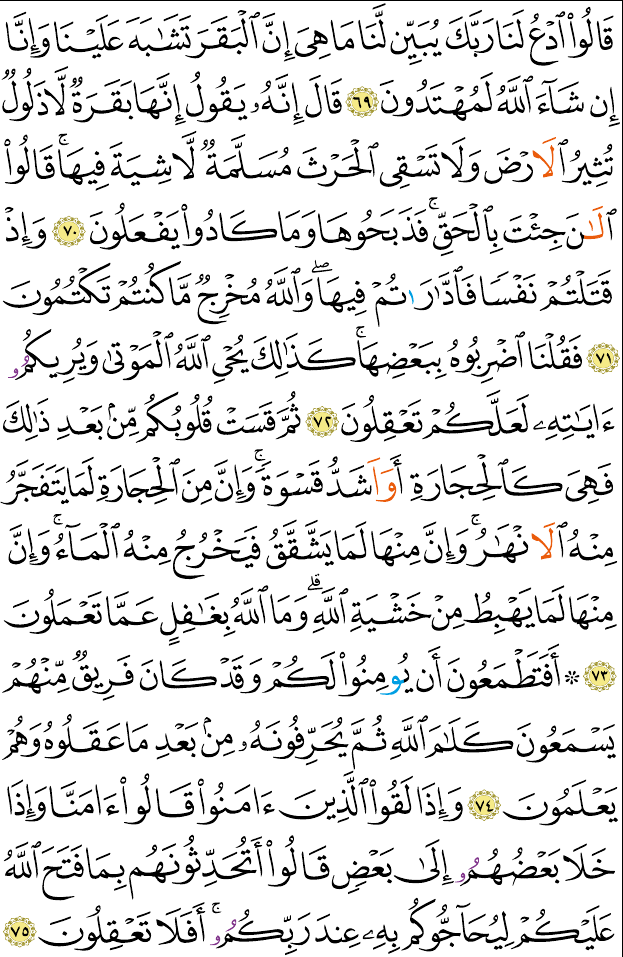 قَالُوا۟ ٱدْعُ لَنَا رَبَّكَ يُبَيِّن لَّنَا مَا هِىَ إِنَّ ٱلْبَقَرَ تَشَٰبَهَ عَلَيْنَا وَإِنَّا
إِن شَآءَ ٱللَّهُ لَمُهْتَدُونَ ٦٩ قَالَ إِنَّهُۥ يَقُولُ إِنَّهَا بَقَرَةٌ لَّا ذَلُولٌ
تُثِيرُ ٱلَارْضَ وَلَا تَسْقِى ٱلْحَرْثَ مُسَلَّمَةٌ لَّا شِيَةَ فِيهَا ۚ قَالُوا۟
ٱلَٰنَ جِئْتَ بِٱلْحَقِّ ۚ فَذَبَحُوهَا وَمَا كَادُوا۟ يَفْعَلُونَ ٧٠ وَإِذْ
قَتَلْتُمْ نَفْسًا فَٱدَّٰرَٰتُمْ فِيهَا ۖ وَٱللَّهُ مُخْرِجٌ مَّا كُنتُمْ تَكْتُمُونَ
٧١ فَقُلْنَا ٱضْرِبُوهُ بِبَعْضِهَا ۚ كَذَٰلِكَ يُحْىِ ٱللَّهُ ٱلْمَوْتَىٰ وَيُرِيكُمُۥ
ءَايَٰتِهِۦ لَعَلَّكُمْ تَعْقِلُونَ ٧٢ ثُمَّ قَسَتْ قُلُوبُكُم مِّنۢ بَعْدِ ذَٰلِكَ
فَهِىَ كَٱلْحِجَارَةِ أَوَ اَشَدُّ قَسْوَةً ۚ وَإِنَّ مِنَ ٱلْحِجَارَةِ لَمَا يَتَفَجَّرُ
مِنْهُ ٱلَانْهَٰرُ ۚ وَإِنَّ مِنْهَا لَمَا يَشَّقَّقُ فَيَخْرُجُ مِنْهُ ٱلْمَآءُ ۚ وَإِنَّ
مِنْهَا لَمَا يَهْبِطُ مِنْ خَشْيَةِ ٱللَّهِ ۗ وَمَا ٱللَّهُ بِغَٰفِلٍ عَمَّا تَعْمَلُونَ
٧٣ ۞ أَفَتَطْمَعُونَ أَن يُومِنُوا۟ لَكُمْ وَقَدْ كَانَ فَرِيقٌ مِّنْهُمْ
يَسْمَعُونَ كَلَٰمَ ٱللَّهِ ثُمَّ يُحَرِّفُونَهُۥ مِنۢ بَعْدِ مَا عَقَلُوهُ وَهُمْ
يَعْلَمُونَ ٧٤ وَإِذَا لَقُوا۟ ٱلَّذِينَ ءَامَنُوا۟ قَالُوٓا۟ ءَامَنَّا وَإِذَا
خَلَا بَعْضُهُمُۥ إِلَىٰ بَعْضٍ قَالُوٓا۟ أَتُحَدِّثُونَهُم بِمَا فَتَحَ ٱللَّهُ
عَلَيْكُمْ لِيُحَآجُّوكُم بِهِۦ عِندَ رَبِّكُمُۥ ۚ أَفَلَا تَعْقِلُونَ ٧٥